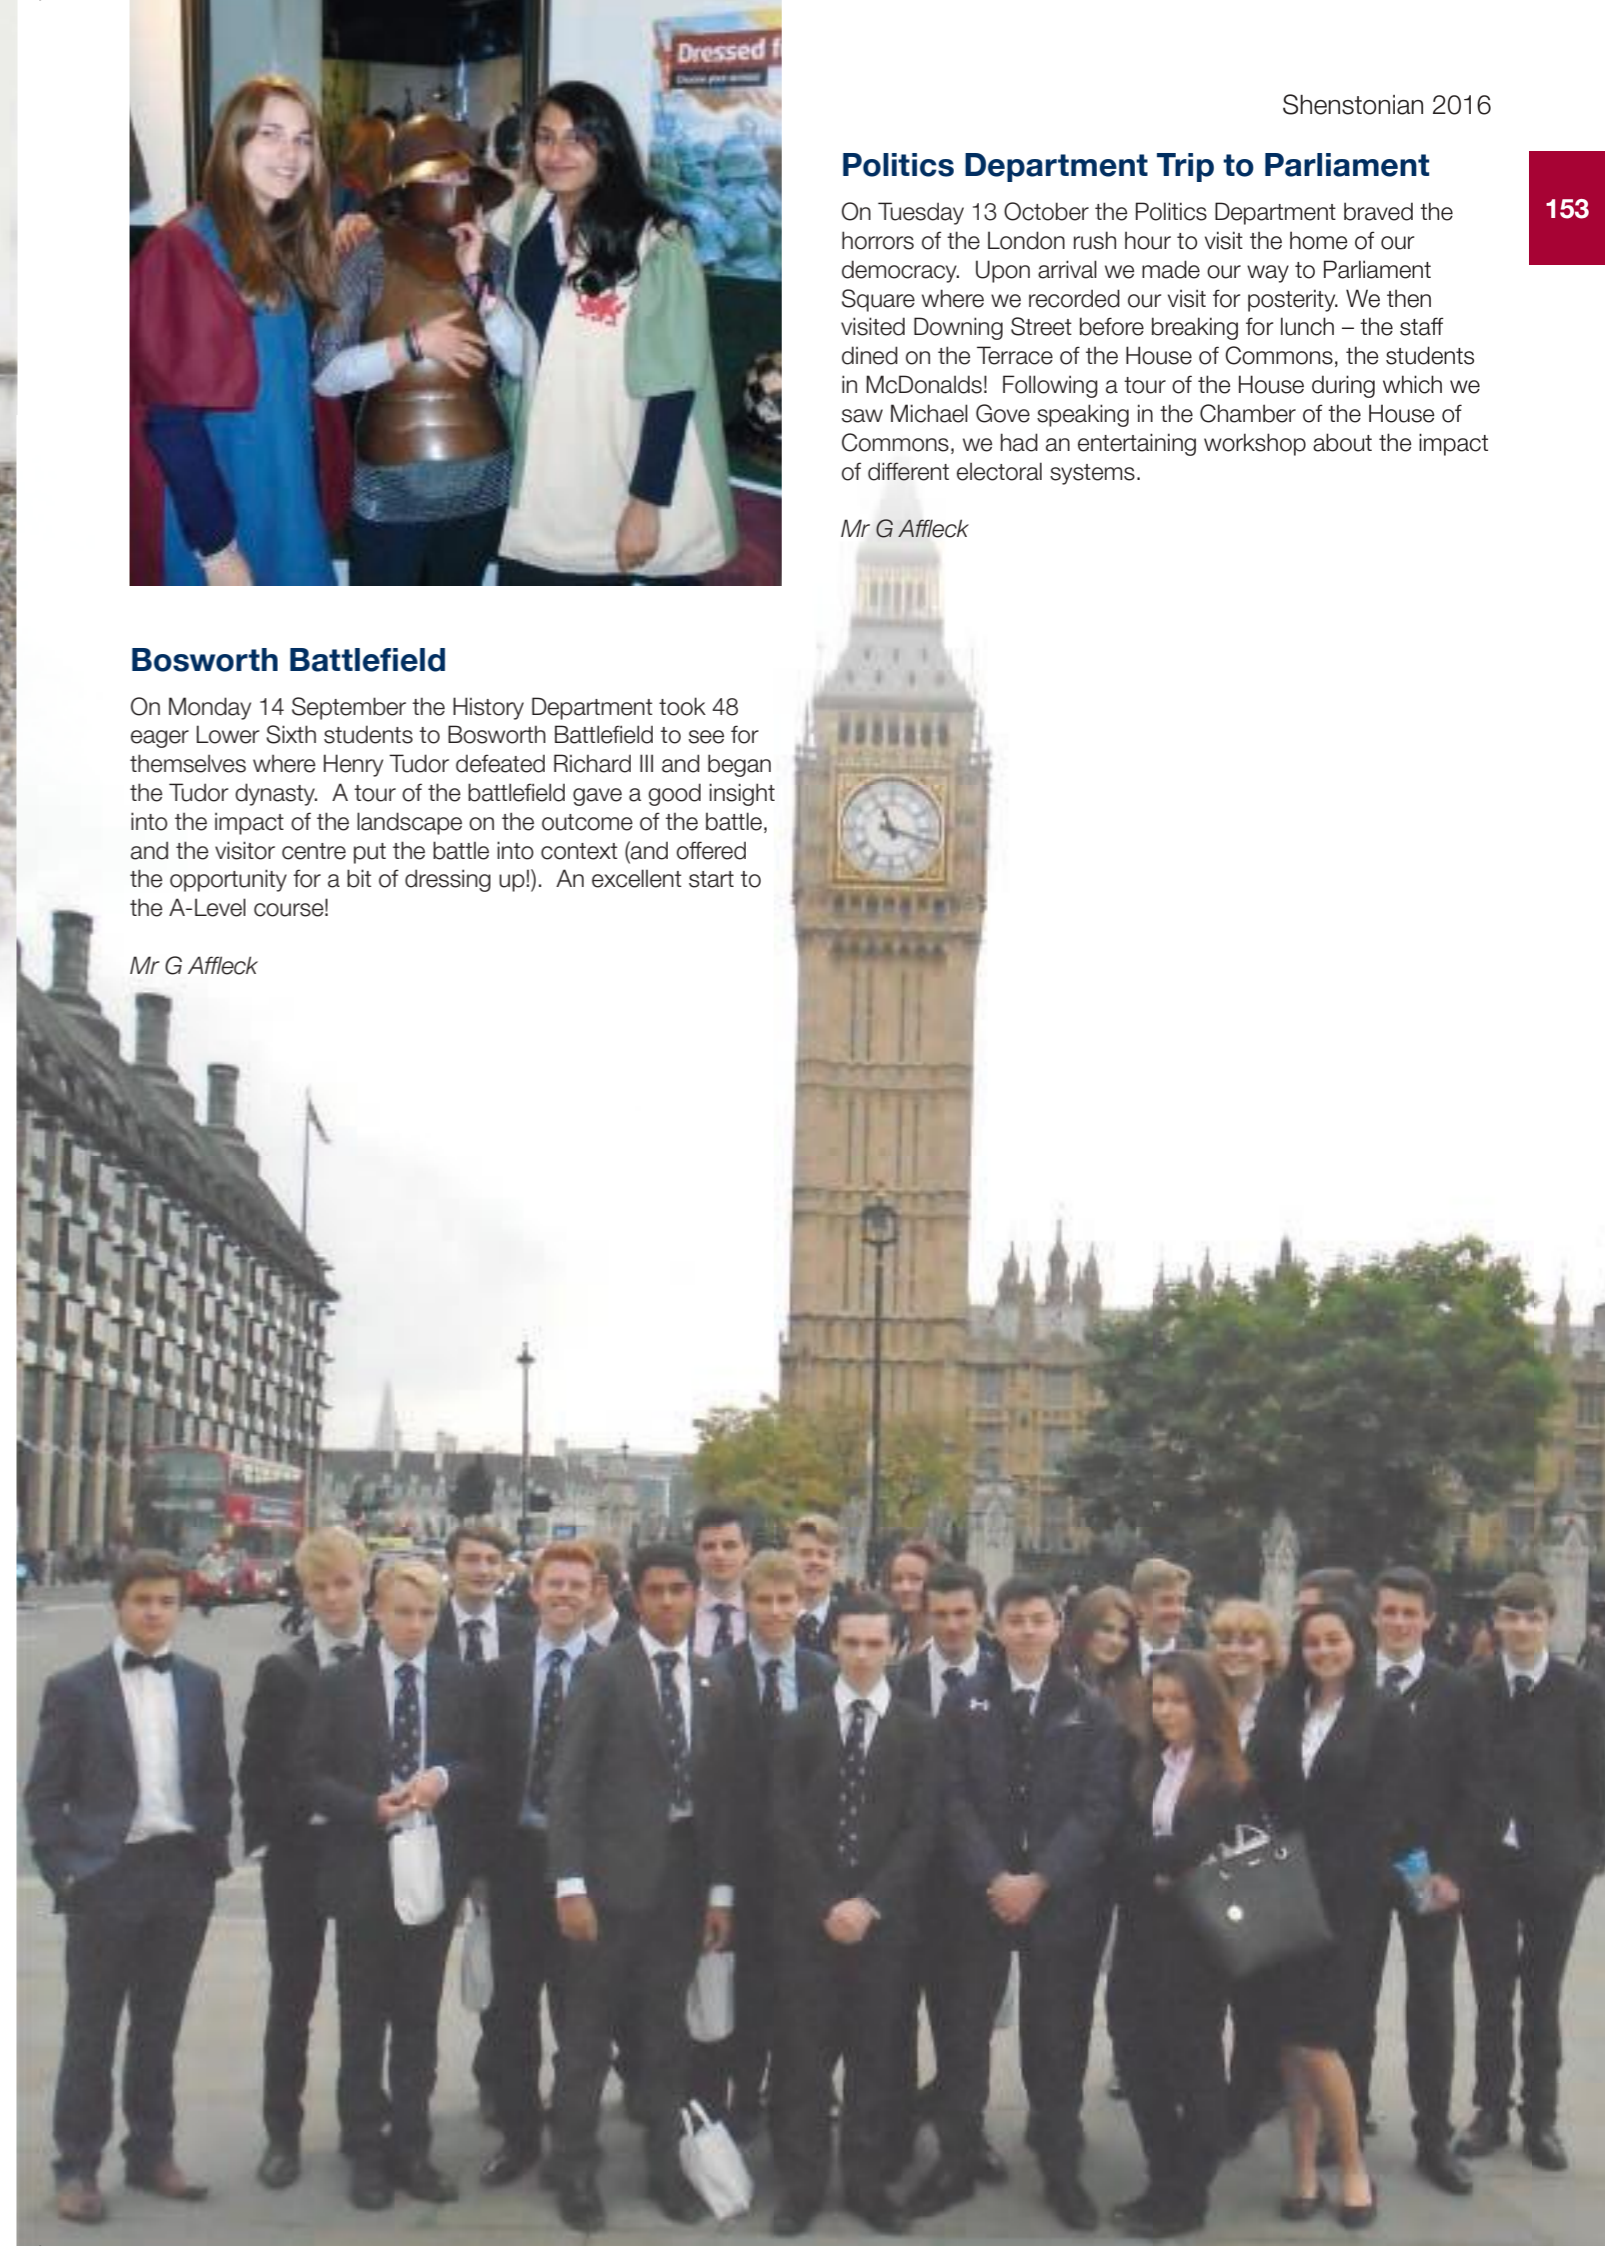 Dressed
Shenstonian 2016
153
Politics Department Trip to Parliament
On Tuesday 13 October the Politics Department braved the
horrors of the London rush hour to visit the home of our
democracy.  Upon arrival we made our way to Parliament
Square where we recorded our visit for posterity. We then
visited Downing Street before breaking for lunch – the staff
dined on the Terrace of the House of Commons, the students
in McDonalds!  Following a tour of the House during which we
saw Michael Gove speaking in the Chamber of the House of
Commons, we had an entertaining workshop about the impact
of different electoral systems.
Mr G Affleck
Bosworth Battlefield
On Monday 14 September the History Department took 48
eager Lower Sixth students to Bosworth Battlefield to see for
themselves where Henry Tudor defeated Richard III and began
the Tudor dynasty.  A tour of the battlefield gave a good insight
into the impact of the landscape on the outcome of the battle,
and the visitor centre put the battle into context (and offered
the opportunity for a bit of dressing up!).  An excellent start to
the A-Level course!
Mr G Affleck